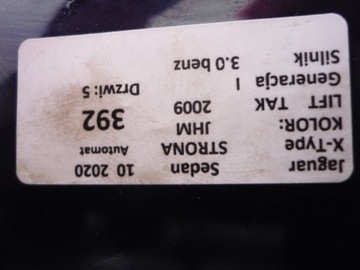 Jaguar Sedan 10 2020
X-Type STRONA Automat
KOLOR: JHM 392
LIFT TAK 2009
Generacja I Drzwi: 5
Silnik 3.0 benz